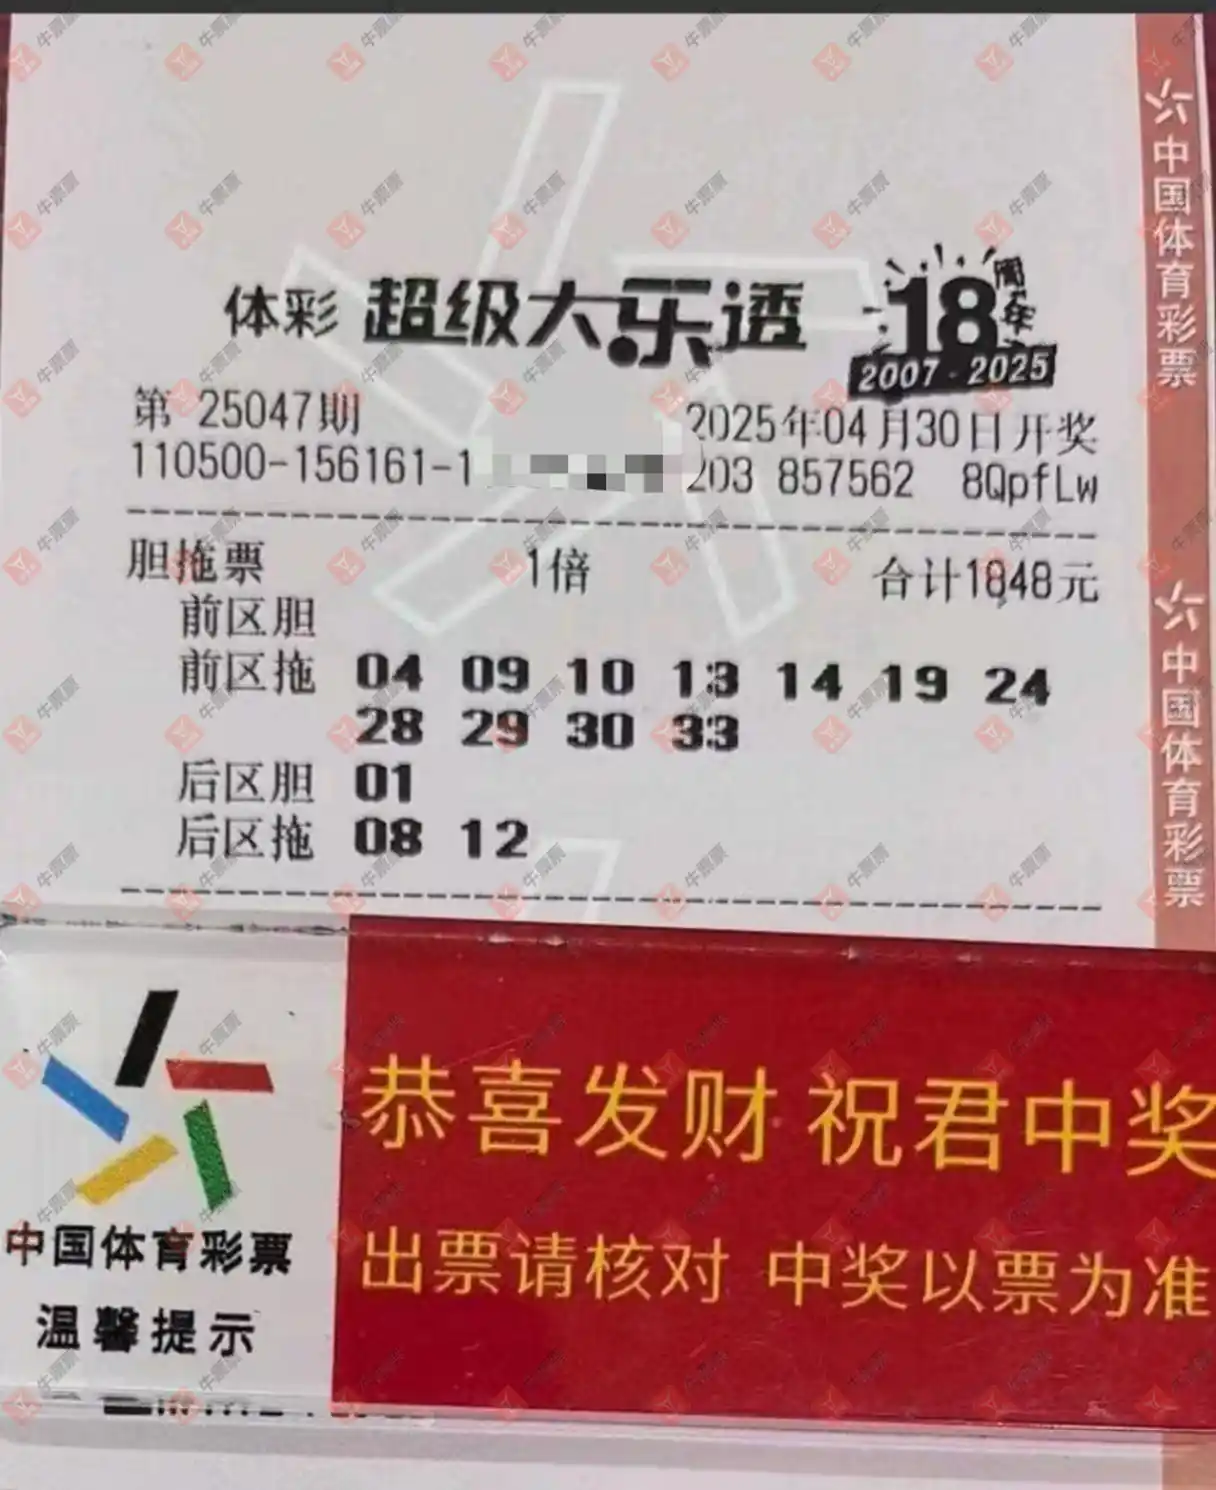 体彩 超级大乐透 18周年
2007-2025
第 25047期 2025年04月30日开奖
110500-156161-1 203 857562 8QpfLw
胆拖票 1倍 合计1848元
前区胆
前区拖 04 09 10 13 14 19 24
28 29 30 33
后区胆 01
后区拖 08 12
中国体育彩票
中国体育彩票
恭喜发财 祝君中奖
出票请核对 中奖以票为准
中国体育彩票
温馨提示
牛票票